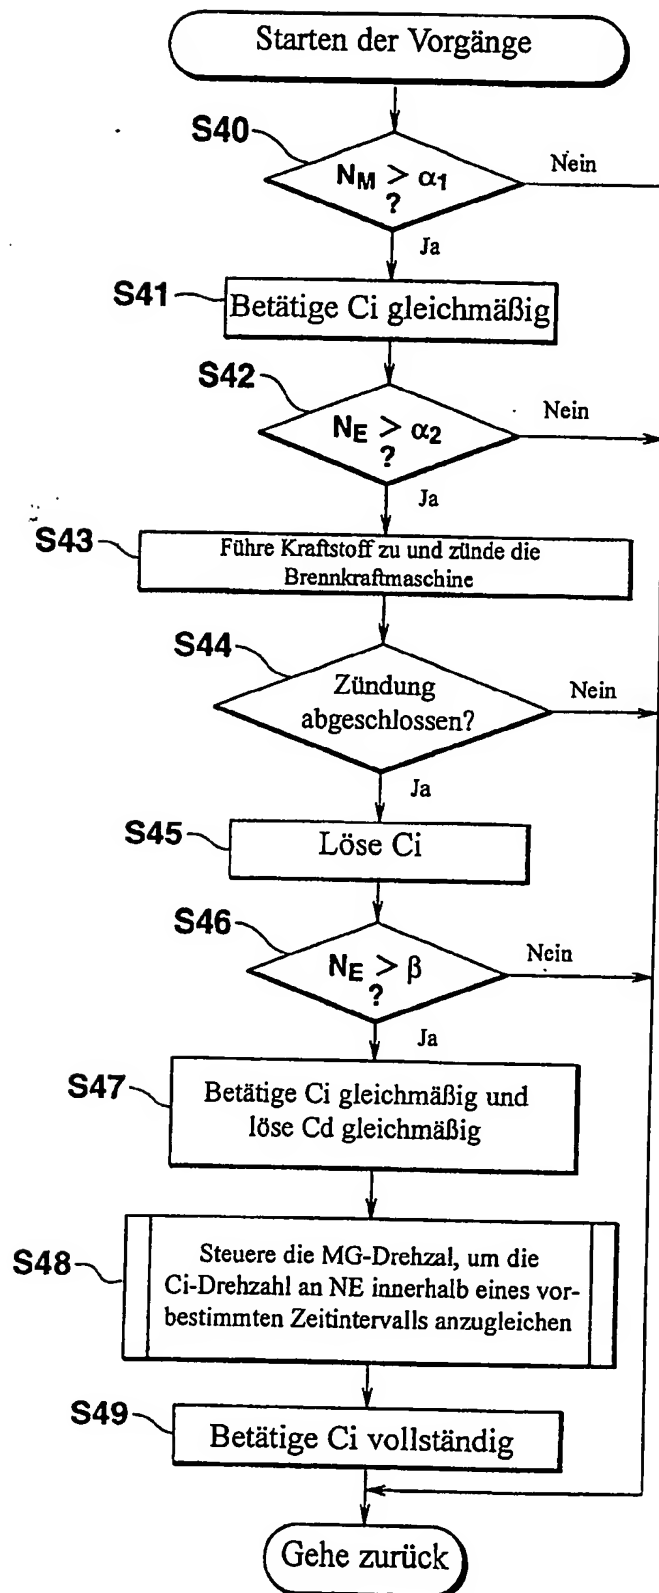 Starten der Vorgänge
S40
NM > α1
?
Nein
Ja
S41
Betätige Ci gleichmäßig
S42
NE > α2
?
Nein
Ja
S43
Führe Kraftstoff zu und zünde die
Brennkraftmaschine
S44
Zündung
abgeschlossen?
Nein
Ja
S45
Löse Ci
S46
NE > β
?
Nein
Ja
S47
Betätige Ci gleichmäßig und
löse Cd gleichmäßig
S48
Steuere die MG-Drehzal, um die
Ci-Drehzahl an NE innerhalb eines vor-
bestimmten Zeitintervalls anzugleichen
S49
Betätige Ci vollständig
Gehe zurück